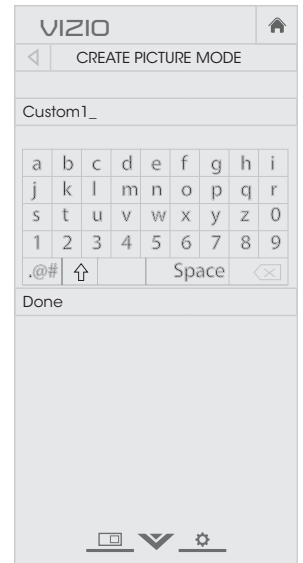 VIZIO
CREATE PICTURE MODE
Custom1_
a b c d e f g h i
j k l m n o p q r
s t u v w x y z 0
1 2 3 4 5 6 7 8 9
.@# Space
Done